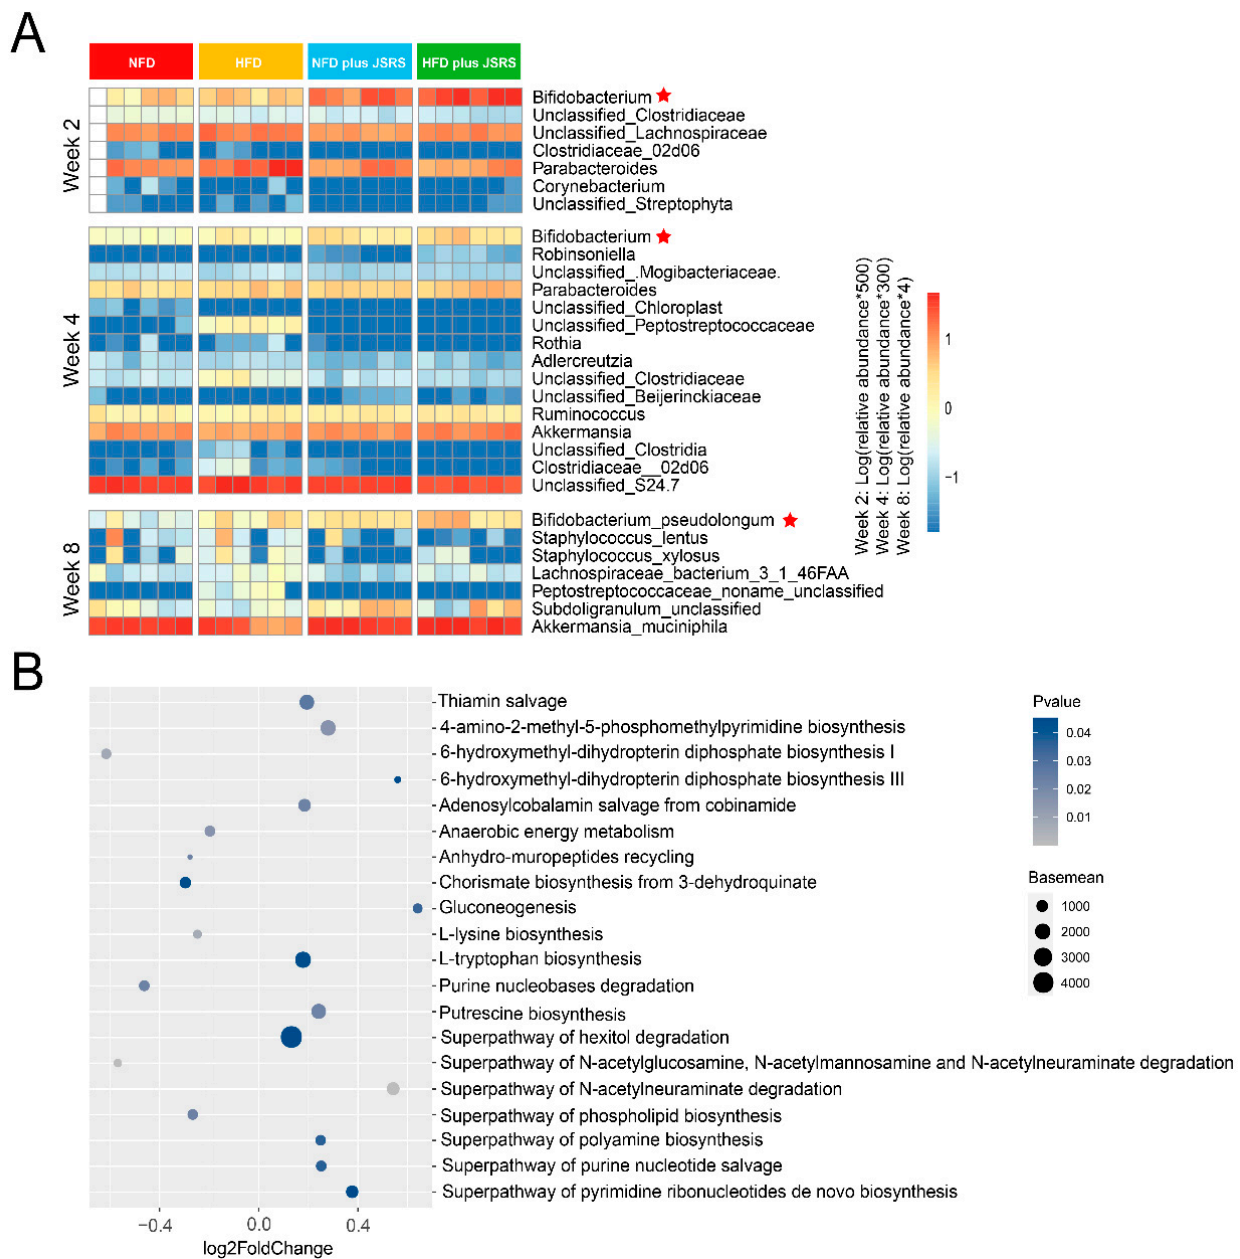 A
NFD
HFD
NFD plus JSRS
HFD plus JSRS
Week 2
Bifidobacterium
Unclassified_Clostridiaceae
Unclassified_Lachnospiraceae
Clostridiaceae_02d06
Parabacteroides
Corynebacterium
Unclassified_Streptophyta
Week 4
Bifidobacterium
Robinsoniella
Unclassified_.Mogibacteriaceae.
Parabacteroides
Unclassified_Chloroplast
Unclassified_Peptostreptococcaceae
Rothia
Adlercreutzia
Unclassified_Clostridiaceae
Unclassified_Beijerinckiaceae
Ruminococcus
Akkermansia
Unclassified_Clostridia
Clostridiaceae__02d06
Unclassified_S24.7
Week 8
Bifidobacterium_pseudolongum
Staphylococcus_lentus
Staphylococcus_xylosus
Lachnospiraceae_bacterium_3_1_46FAA
Peptostreptococcaceae_noname_unclassified
Subdoligranulum_unclassified
Akkermansia_muciniphila
Week 2: Log(relative abundance*500)
Week 4: Log(relative abundance*300)
Week 8: Log(relative abundance*4)
1
0
−1
B
Thiamin salvage
4-amino-2-methyl-5-phosphomethylpyrimidine biosynthesis
6-hydroxymethyl-dihydropterin diphosphate biosynthesis I
6-hydroxymethyl-dihydropterin diphosphate biosynthesis III
Adenosylcobalamin salvage from cobinamide
Anaerobic energy metabolism
Anhydro-muropeptides recycling
Chorismate biosynthesis from 3-dehydroquinate
Gluconeogenesis
L-lysine biosynthesis
L-tryptophan biosynthesis
Purine nucleobases degradation
Putrescine biosynthesis
Superpathway of hexitol degradation
Superpathway of N-acetylglucosamine, N-acetylmannosamine and N-acetylneuraminate degradation
Superpathway of N-acetylneuraminate degradation
Superpathway of phospholipid biosynthesis
Superpathway of polyamine biosynthesis
Superpathway of purine nucleotide salvage
Superpathway of pyrimidine ribonucleotides de novo biosynthesis
−0.4
0.0
0.4
log2FoldChange
Pvalue
0.04
0.03
0.02
0.01
Basemean
1000
2000
3000
4000